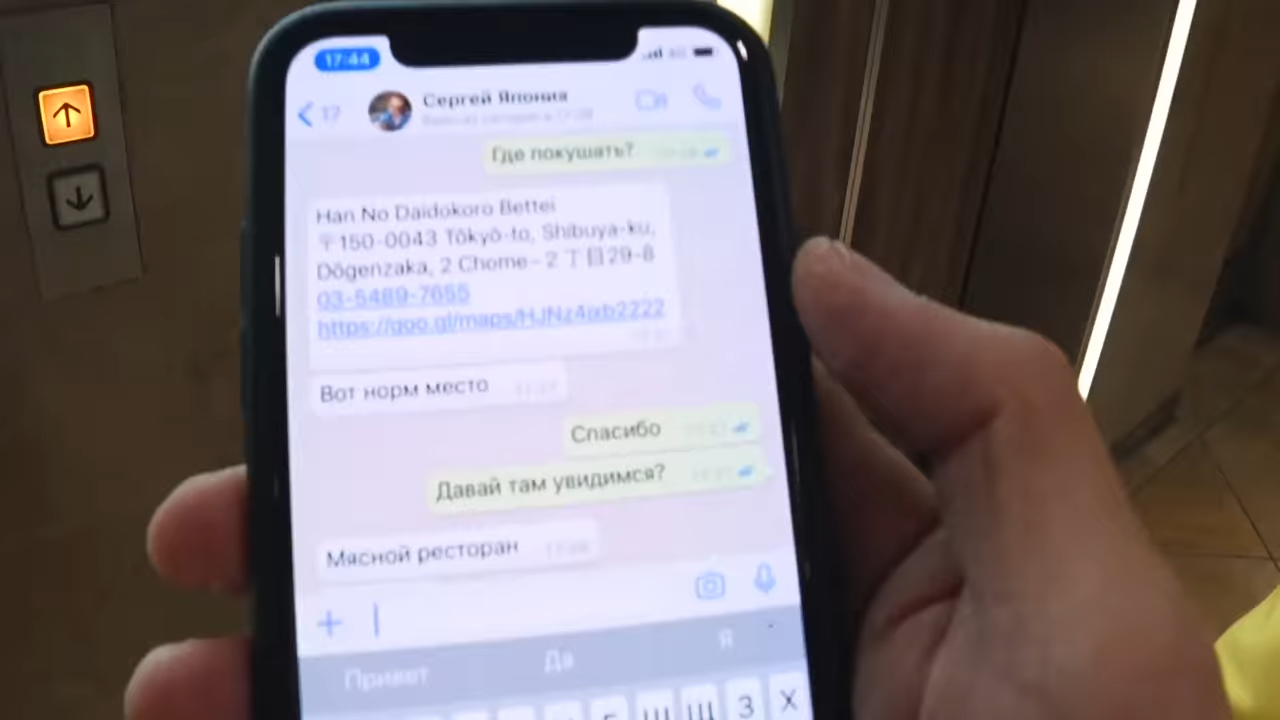 17:44
17
Сергей Япония
Где покушать?
Han No Daidokoro Bettei
〒150-0043 Tōkyō-to, Shibuya-ku,
Dōgenzaka, 2 Chome−2 丁目29-8
03-5489-7655
https://goo.gl/maps/HJNz4ixb2222
Вот норм место
Спасибо
Давай там увидимся?
Мясной ресторан
Привет Да Я
Ш Щ З Х